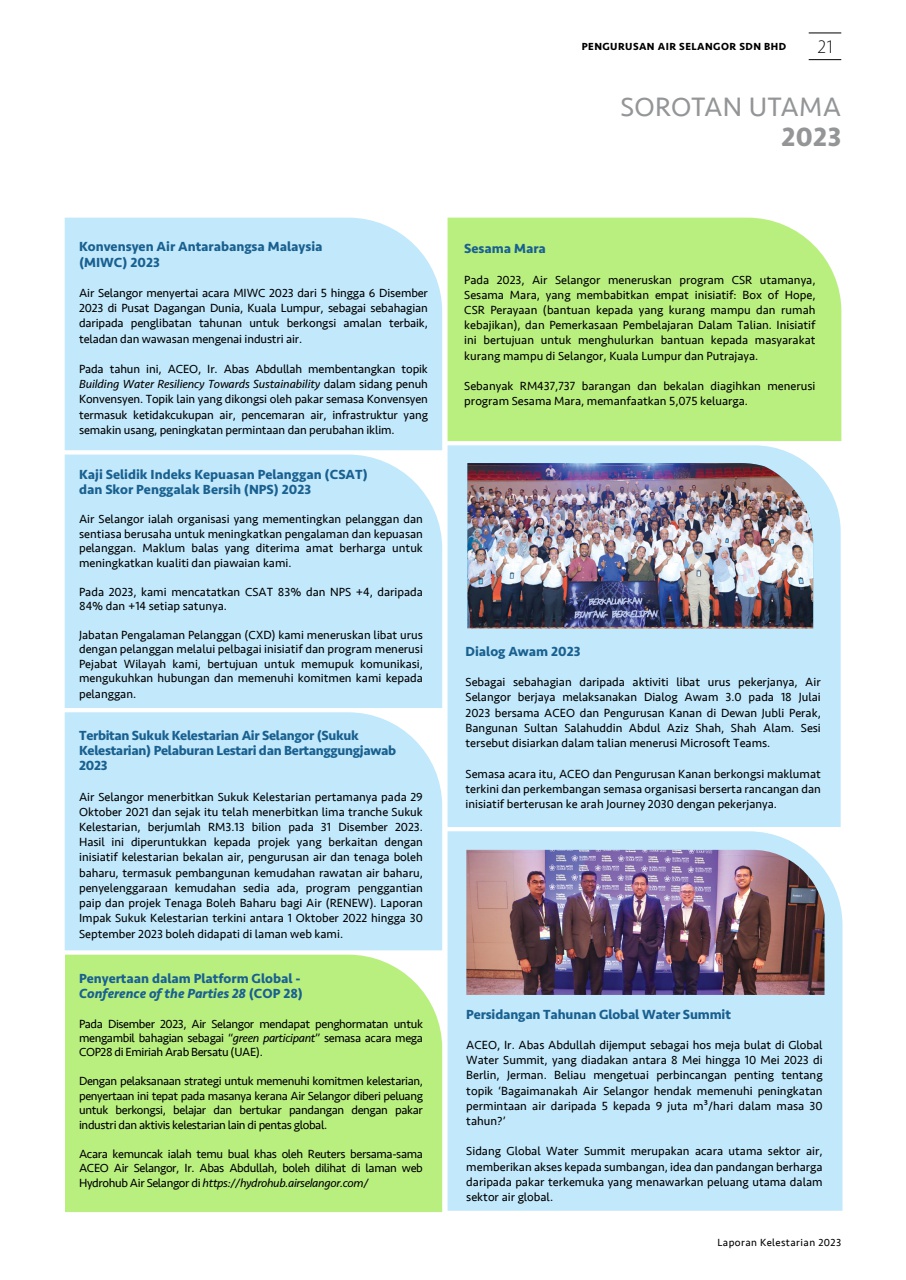 PENGURUSAN AIR SELANGOR SDN BHD
21
SOROTAN UTAMA
2023
Konvensyen Air Antarabangsa Malaysia
(MIWC) 2023
Air Selangor menyertai acara MIWC 2023 dari 5 hingga 6 Disember
2023 di Pusat Dagangan Dunia, Kuala Lumpur, sebagai sebahagian
daripada penglibatan tahunan untuk berkongsi amalan terbaik,
teladan dan wawasan mengenai industri air.
Pada tahun ini, ACEO, Ir. Abas Abdullah membentangkan topik
Building Water Resiliency Towards Sustainability dalam sidang penuh
Konvensyen. Topik lain yang dikongsi oleh pakar semasa Konvensyen
termasuk ketidakcukupan air, pencemaran air, infrastruktur yang
semakin usang, peningkatan permintaan dan perubahan iklim.
Kaji Selidik Indeks Kepuasan Pelanggan (CSAT)
dan Skor Penggalak Bersih (NPS) 2023
Air Selangor ialah organisasi yang mementingkan pelanggan dan
sentiasa berusaha untuk meningkatkan pengalaman dan kepuasan
pelanggan. Maklum balas yang diterima amat berharga untuk
meningkatkan kualiti dan piawaian kami.
Pada 2023, kami mencatatkan CSAT 83% dan NPS +4, daripada
84% dan +14 setiap satunya.
Jabatan Pengalaman Pelanggan (CXD) kami meneruskan libat urus
dengan pelanggan melalui pelbagai inisiatif dan program menerusi
Pejabat Wilayah kami, bertujuan untuk memupuk komunikasi,
mengukuhkan hubungan dan memenuhi komitmen kami kepada
pelanggan.
Terbitan Sukuk Kelestarian Air Selangor (Sukuk
Kelestarian) Pelaburan Lestari dan Bertanggungjawab
2023
Air Selangor menerbitkan Sukuk Kelestarian pertamanya pada 29
Oktober 2021 dan sejak itu telah menerbitkan lima tranche Sukuk
Kelestarian, berjumlah RM3.13 bilion pada 31 Disember 2023.
Hasil ini diperuntukkan kepada projek yang berkaitan dengan
inisiatif kelestarian bekalan air, pengurusan air dan tenaga boleh
baharu, termasuk pembangunan kemudahan rawatan air baharu,
penyelenggaraan kemudahan sedia ada, program penggantian
paip dan projek Tenaga Boleh Baharu bagi Air (RENEW). Laporan
Impak Sukuk Kelestarian terkini antara 1 Oktober 2022 hingga 30
September 2023 boleh didapati di laman web kami.
Penyertaan dalam Platform Global -
Conference of the Parties 28 (COP 28)
Pada Disember 2023, Air Selangor mendapat penghormatan untuk
mengambil bahagian sebagai “green participant” semasa acara mega
COP28 di Emiriah Arab Bersatu (UAE).
Dengan pelaksanaan strategi untuk memenuhi komitmen kelestarian,
penyertaan ini tepat pada masanya kerana Air Selangor diberi peluang
untuk berkongsi, belajar dan bertukar pandangan dengan pakar
industri dan aktivis kelestarian lain di pentas global.
Acara kemuncak ialah temu bual khas oleh Reuters bersama-sama
ACEO Air Selangor, Ir. Abas Abdullah, boleh dilihat di laman web
Hydrohub Air Selangor di https://hydrohub.airselangor.com/
Sesama Mara
Pada 2023, Air Selangor meneruskan program CSR utamanya,
Sesama Mara, yang membabitkan empat inisiatif: Box of Hope,
CSR Perayaan (bantuan kepada yang kurang mampu dan rumah
kebajikan), dan Pemerkasaan Pembelajaran Dalam Talian. Inisiatif
ini bertujuan untuk menghulurkan bantuan kepada masyarakat
kurang mampu di Selangor, Kuala Lumpur dan Putrajaya.
Sebanyak RM437,737 barangan dan bekalan diagihkan menerusi
program Sesama Mara, memanfaatkan 5,075 keluarga.
BERKALUNGKAN
BINTANG BERKELIPAN
Dialog Awam 2023
Sebagai sebahagian daripada aktiviti libat urus pekerjanya, Air
Selangor berjaya melaksanakan Dialog Awam 3.0 pada 18 Julai
2023 bersama ACEO dan Pengurusan Kanan di Dewan Jubli Perak,
Bangunan Sultan Salahuddin Abdul Aziz Shah, Shah Alam. Sesi
tersebut disiarkan dalam talian menerusi Microsoft Teams.
Semasa acara itu, ACEO dan Pengurusan Kanan berkongsi maklumat
terkini dan perkembangan semasa organisasi berserta rancangan dan
inisiatif berterusan ke arah Journey 2030 dengan pekerjanya.
Persidangan Tahunan Global Water Summit
ACEO, Ir. Abas Abdullah dijemput sebagai hos meja bulat di Global
Water Summit, yang diadakan antara 8 Mei hingga 10 Mei 2023 di
Berlin, Jerman. Beliau mengetuai perbincangan penting tentang
topik ‘Bagaimanakah Air Selangor hendak memenuhi peningkatan
permintaan air daripada 5 kepada 9 juta m³/hari dalam masa 30
tahun?’
Sidang Global Water Summit merupakan acara utama sektor air,
memberikan akses kepada sumbangan, idea dan pandangan berharga
daripada pakar terkemuka yang menawarkan peluang utama dalam
sektor air global.
Laporan Kelestarian 2023